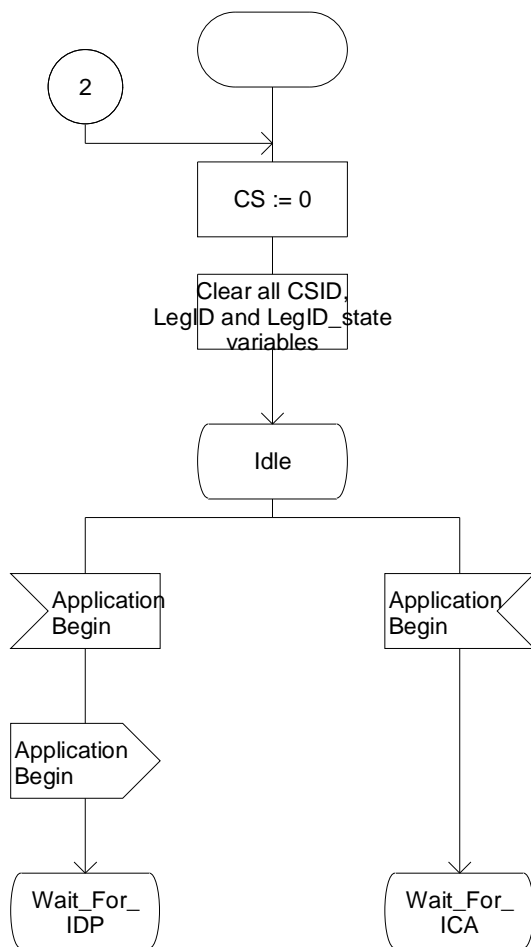 2
CS := 0
Clear all CSID,
LegID and LegID_state
variables
Idle
Application
Begin
Application
Begin
Application
Begin
Wait_For_
IDP
Wait_For_
ICA